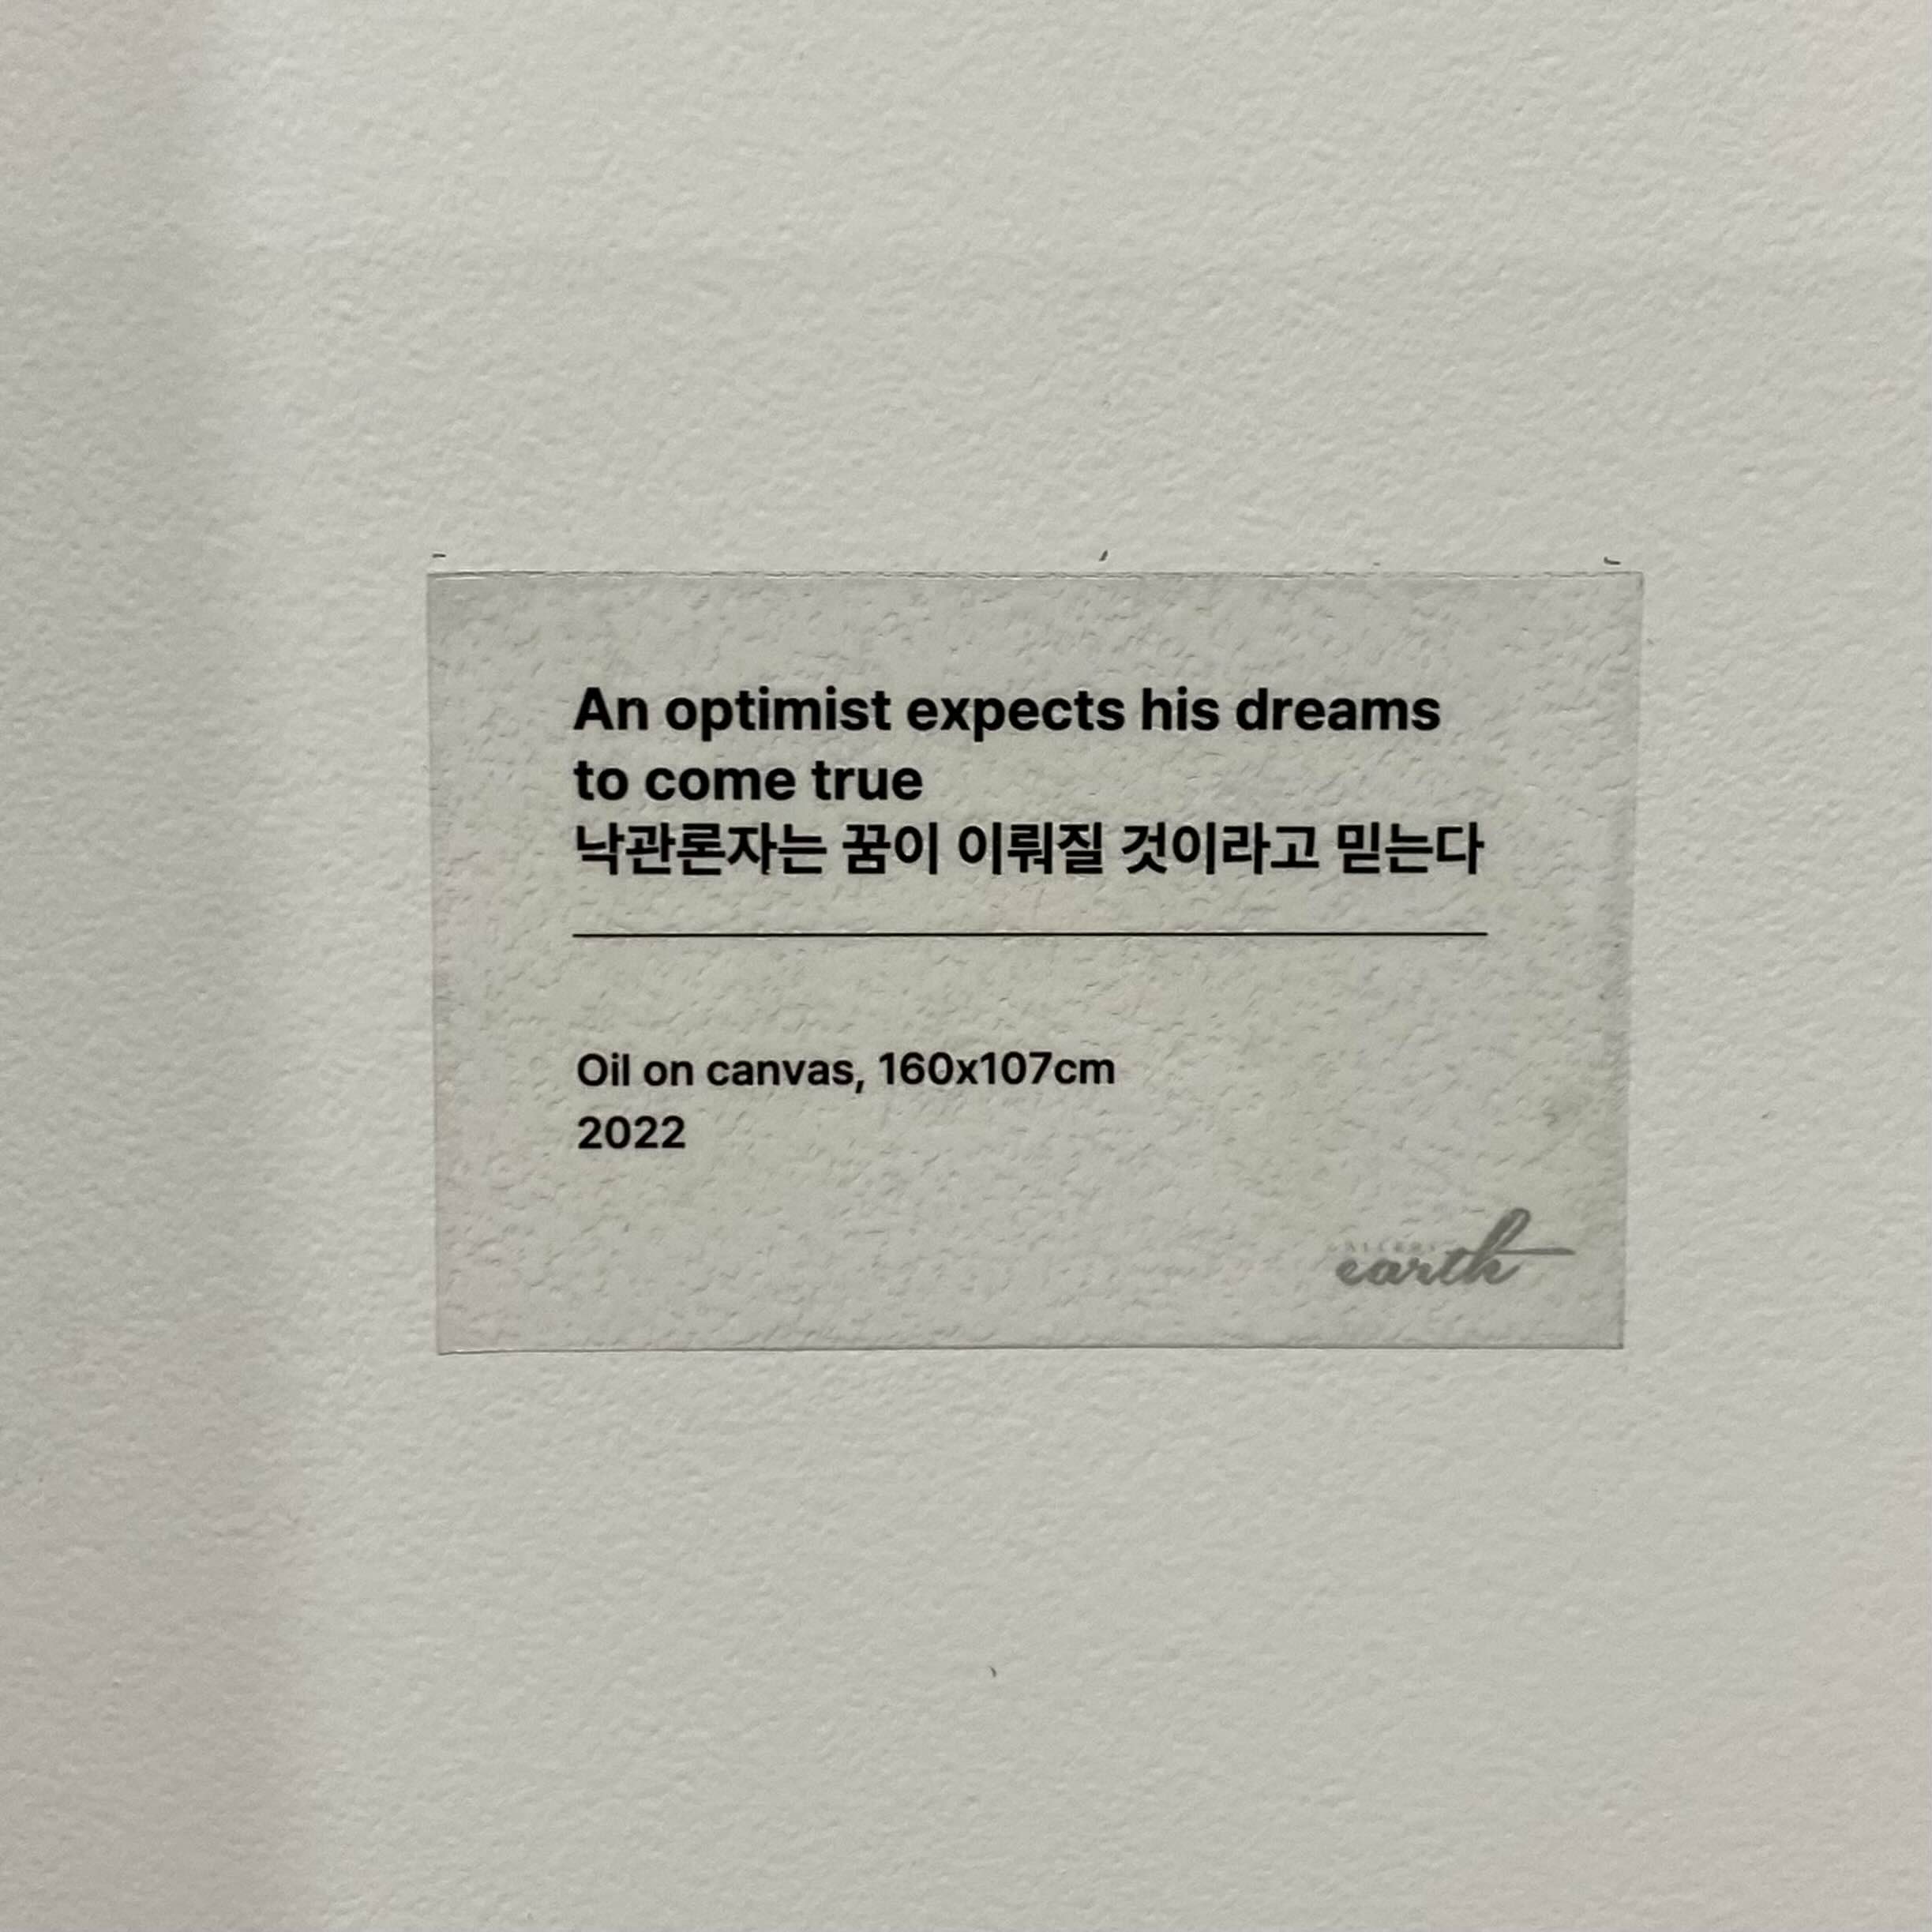 An optimist expects his dreams
to come true
낙관론자는 꿈이 이뤄질 것이라고 믿는다
Oil on canvas, 160x107cm
2022
earth